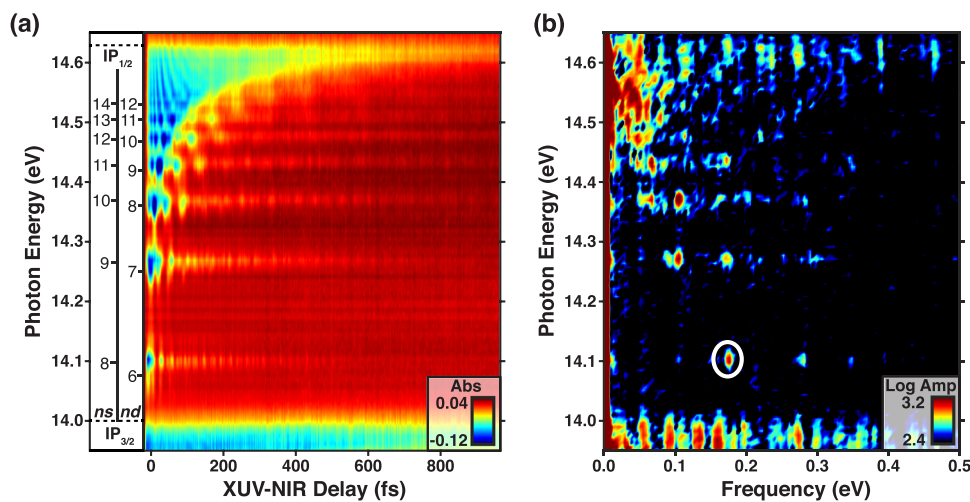 (a)
(b)
Photon Energy (eV)
14.6
14.5
14.4
14.3
14.2
14.1
14.0
IP1/2
14 12
13 11
12 10
11 9
10 8
9 7
8 6
ns nd
IP3/2
Abs
0.04
-0.12
0 200 400 600 800
XUV-NIR Delay (fs)
Photon Energy (eV)
14.6
14.5
14.4
14.3
14.2
14.1
14.0
Log Amp
3.2
2.4
0.0 0.1 0.2 0.3 0.4 0.5
Frequency (eV)